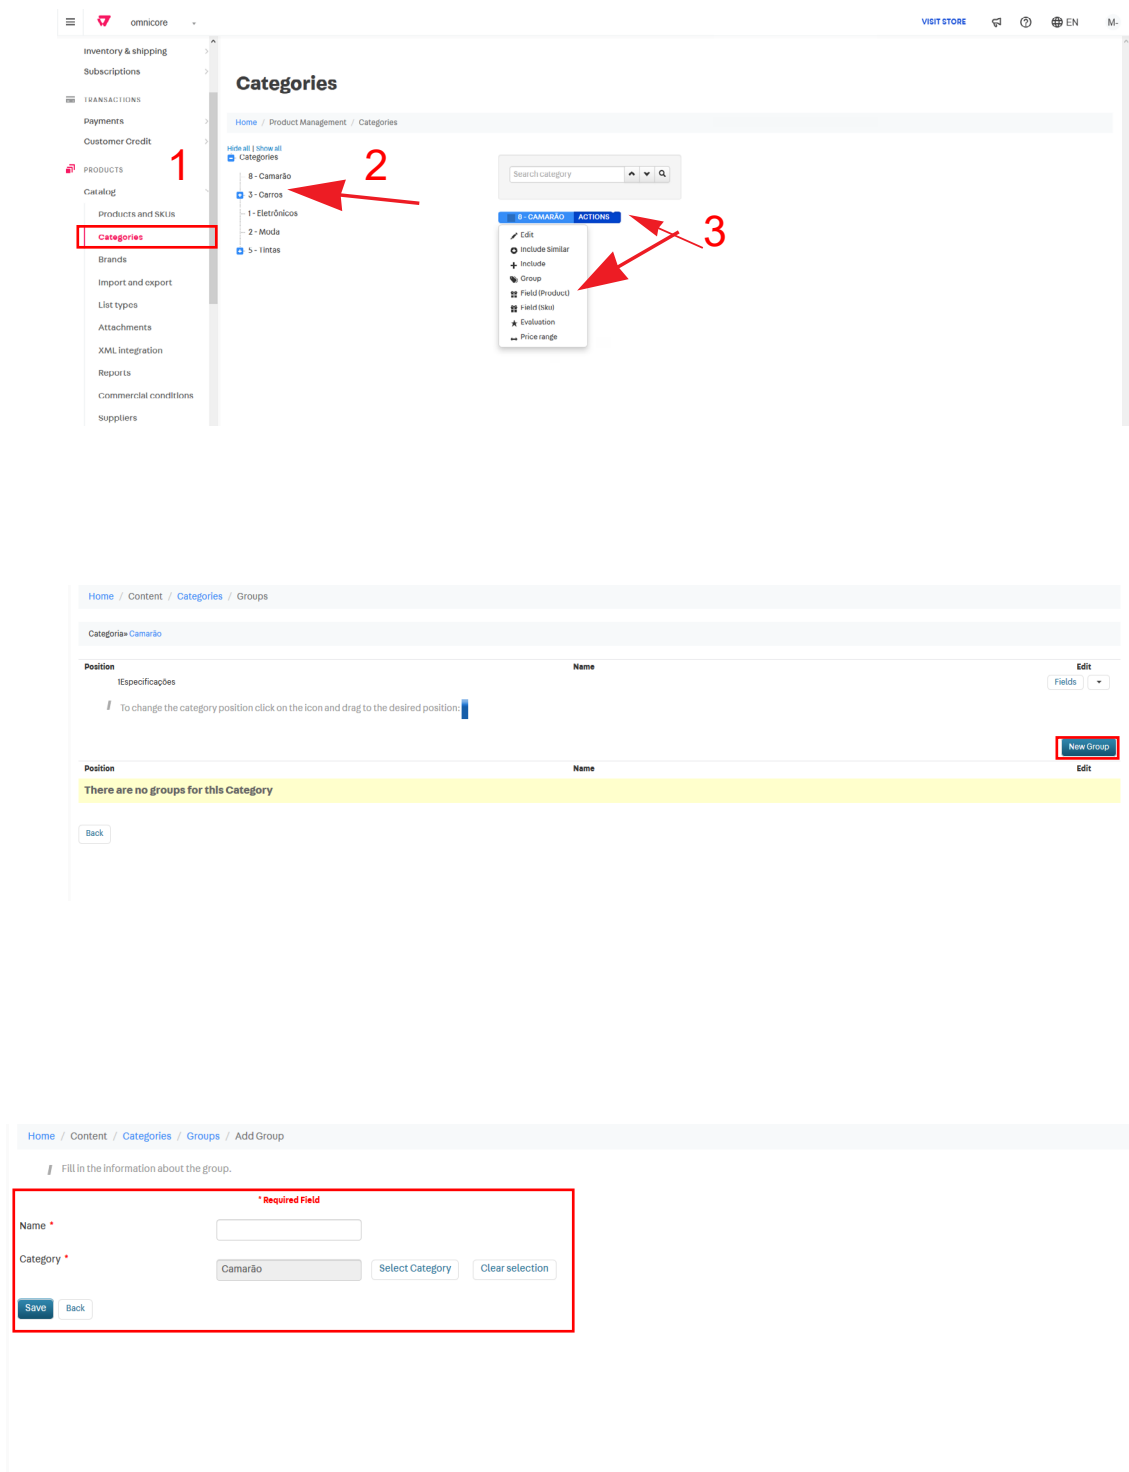 omnicore
VISIT STORE
EN
M-
Inventory & shipping
Subscriptions
TRANSACTIONS
Payments
Customer Credit
PRODUCTS
Catalog
Products and SKUs
Categories
Brands
Import and export
List types
Attachments
XML integration
Reports
Commercial conditions
Suppliers
1
Categories
Home / Product Management / Categories
Hide all | Show all
Categories
8 - Camarão
3 - Carros
1 - Eletrônicos
2 - Moda
5 - Tintas
2
Search category
8 - CAMARÃO ACTIONS
3
Edit
Include Similar
Include
Group
Field (Product)
Field (Sku)
Evaluation
Price range
Home / Content / Categories / Groups
Categoria» Camarão
Position Name Edit
1Especificações Fields
To change the category position click on the icon and drag to the desired position:
New Group
Position Name Edit
There are no groups for this Category
Back
Home / Content / Categories / Groups / Add Group
Fill in the information about the group.
* Required Field
Name *
Category *
Camarão Select Category Clear selection
Save Back